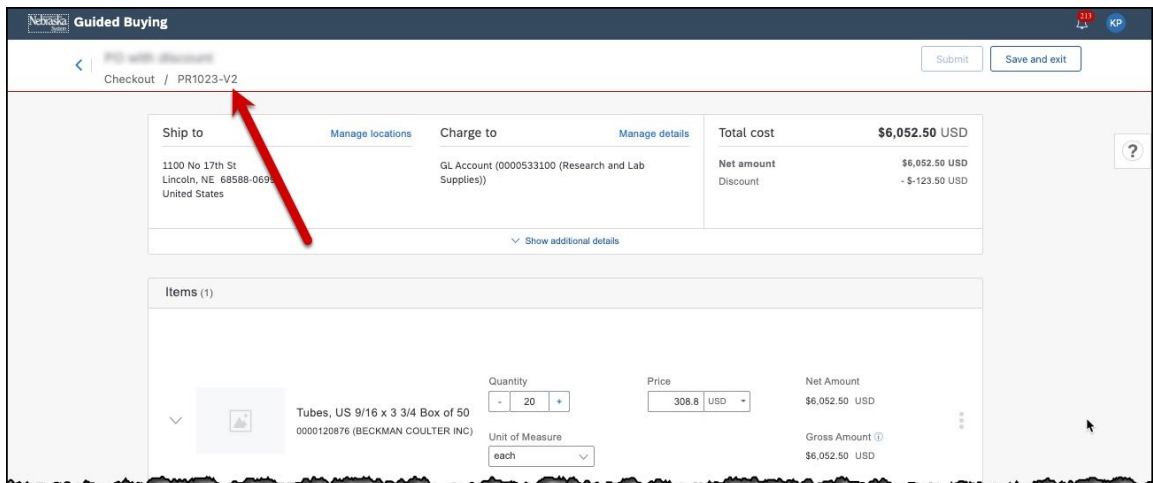 Nebraska System Guided Buying
213
KP
Checkout / PR1023-V2
Submit
Save and exit
Ship to
Manage locations
1100 No 17th St
Lincoln, NE 68588-069
United States
Charge to
Manage details
GL Account (0000533100 (Research and Lab
Supplies))
Total cost
$6,052.50 USD
Net amount
$6,052.50 USD
Discount
- $-123.50 USD
?
Show additional details
Items (1)
Tubes, US 9/16 x 3 3/4 Box of 50
0000120876 (BECKMAN COULTER INC)
Quantity
- 20 +
Unit of Measure
each
Price
308.8 USD
Net Amount
$6,052.50 USD
Gross Amount
$6,052.50 USD